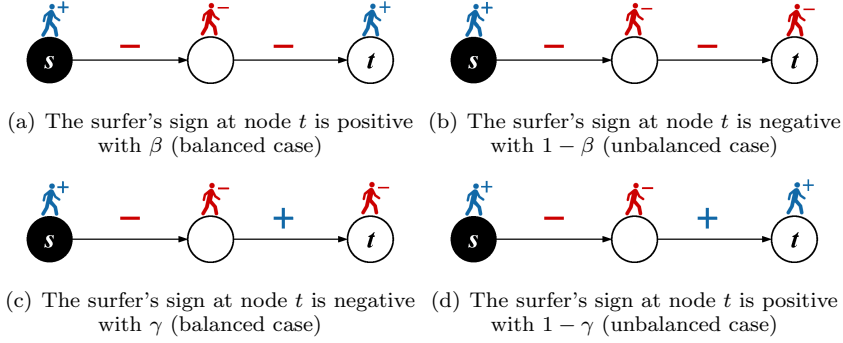 + − +
− −
s t
+ − −
− −
s t
(a) The surfer's sign at node t is positive
with β (balanced case)
(b) The surfer's sign at node t is negative
with 1 − β (unbalanced case)
+ − −
− +
s t
+ − +
− +
s t
(c) The surfer's sign at node t is negative
with γ (balanced case)
(d) The surfer's sign at node t is positive
with 1 − γ (unbalanced case)